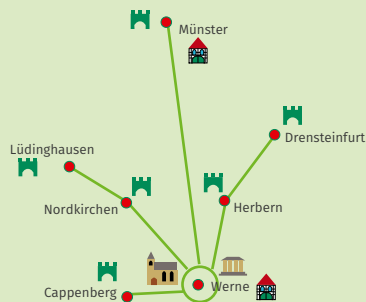 Münster
Drensteinfurt
Lüdinghausen
Nordkirchen
Herbern
Werne
Cappenberg